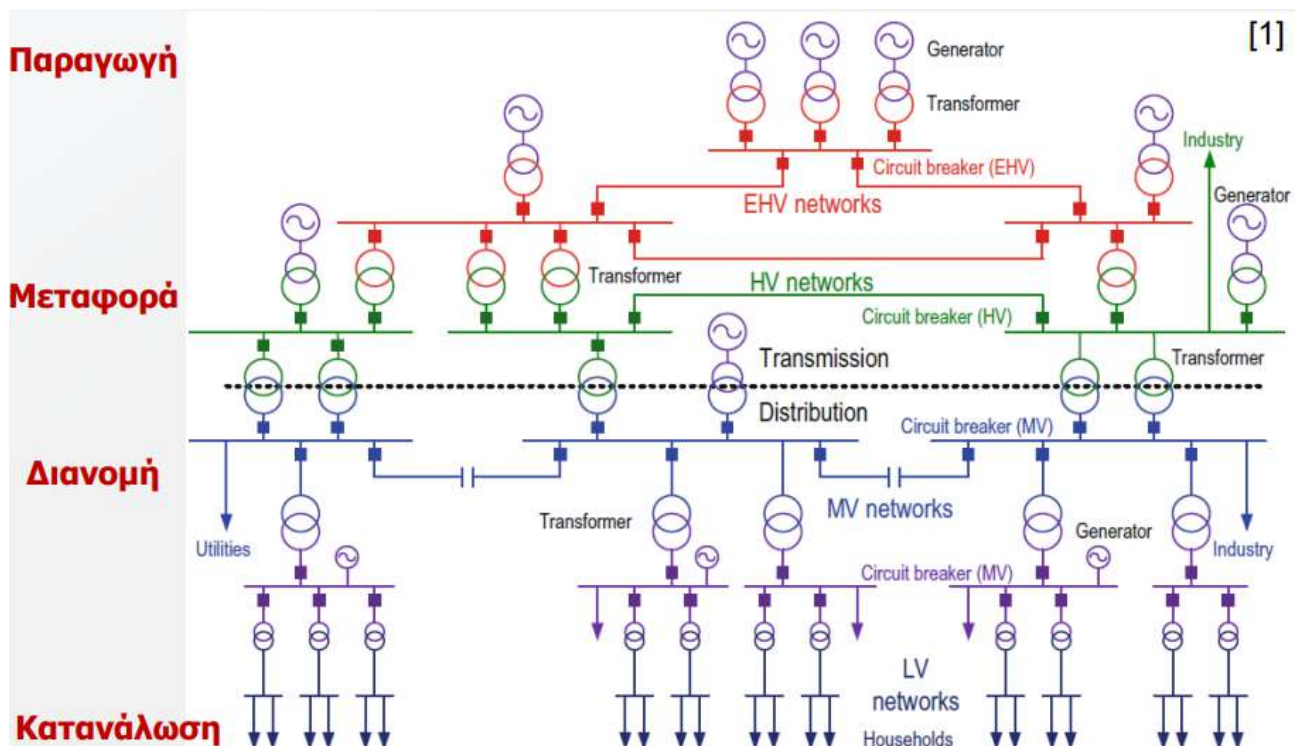 [1]
Παραγωγή
Generator
Transformer
Industry
Circuit breaker (EHV)
EHV networks
Generator
Μεταφορά
Transformer
HV networks
Circuit breaker (HV)
Transmission
Transformer
Distribution
Circuit breaker (MV)
Διανομή
MV networks
Transformer
Generator
Utilities
Industry
Circuit breaker (MV)
LV
networks
Κατανάλωση
Households